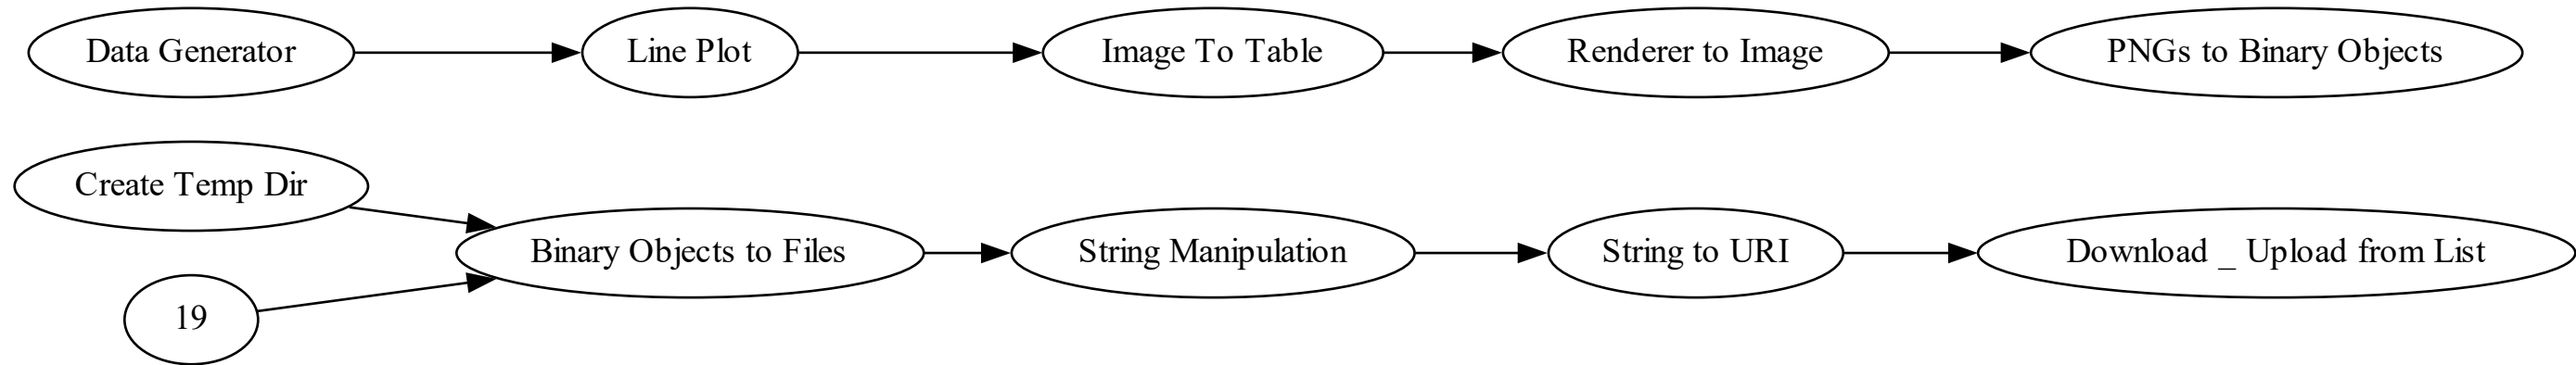 Data Generator
Line Plot
Image To Table
Renderer to Image
PNGs to Binary Objects
Create Temp Dir
Binary Objects to Files
String Manipulation
String to URI
Download _ Upload from List
19